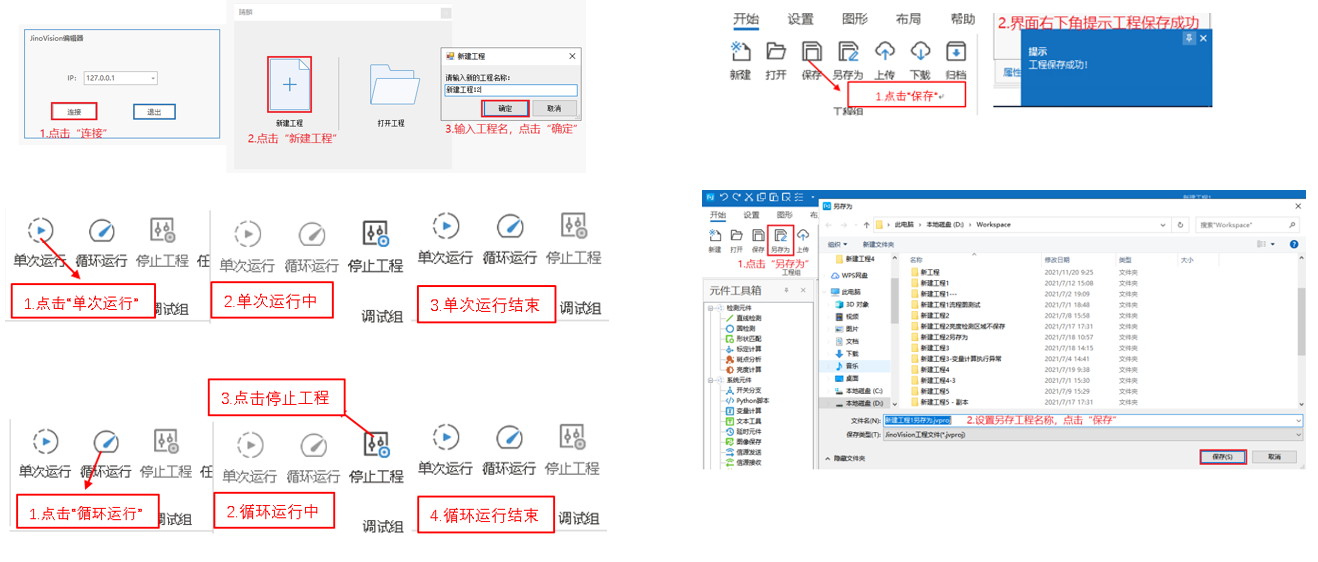 JinoVision编辑器
IP: 127.0.0.1
连接
退出
1.点击 “连接”
新建工程
打开工程
2.点击 “新建工程”
新建工程
请输入新的工程名称:
新建工程12
确定
取消
3.输入工程名，点击 “确定”
单次运行
循环运行
停止工程
任
1.点击“单次运行”
试组
单次运行
循环运行
停止工程
2.单次运行中
调试组
单次运行
循环运行
停止工程
3.单次运行结束
调试组
3.点击停止工程
单次运行
循环运行
停止工程
任
1.点击“循环运行”
试组
单次运行
循环运行
停止工程
2.循环运行中
调试组
单次运行
循环运行
停止工程
4.循环运行结束
调试组
开始 设置 图形 布局 帮助
新建 打开 保存 另存为 上传 下载 归档
1.点击“保存”
工程组
2.界面右下角提示工程保存成功
属性
提示
工程保存成功!
开始 设置 图形 布
新建 打开 保存 另存为 上传
1.点击 “另存为”
工程组
元件工具箱
检测元件
直线检测
圆检测
形状匹配
标定计算
斑点分析
亮度计算
系统元件
开关分支
Python脚本
变量计算
文本工具
延时元件
图像保存
信源发送
信源接收
另存为
此电脑 › 本地磁盘 (D:) › Workspace
搜索"Workspace"
组织
新建文件夹
新建工程4
WPS网盘
此电脑
3D 对象
视频
图片
文档
下载
音乐
桌面
本地磁盘 (C:)
本地磁盘 (D:)
名称 修改日期 类型 大小
新工程 2021/11/20 9:25 文件夹
新建工程1 2021/7/12 15:08 文件夹
新建工程1--- 2021/7/2 19:09 文件夹
新建工程1流程图测试 2021/7/1 18:48 文件夹
新建工程2 2021/7/8 15:58 文件夹
新建工程2亮度检测区域不保存 2021/7/17 17:31 文件夹
新建工程2另存为 2021/7/18 10:57 文件夹
新建工程3 2021/7/18 14:15 文件夹
新建工程3-变量计算执行异常 2021/7/4 14:41 文件夹
新建工程4 2021/7/19 9:38 文件夹
新建工程4-3 2021/7/1 15:30 文件夹
新建工程5 2021/7/9 15:29 文件夹
新建工程5 - 副本 2021/7/17 17:31 文件夹
文件名(N): 新建工程1另存为.jvproj
2.设置另存工程名称，点击 “保存”
保存类型(T): JinoVision工程文件(*.jvproj)
隐藏文件夹
保存(S)
取消